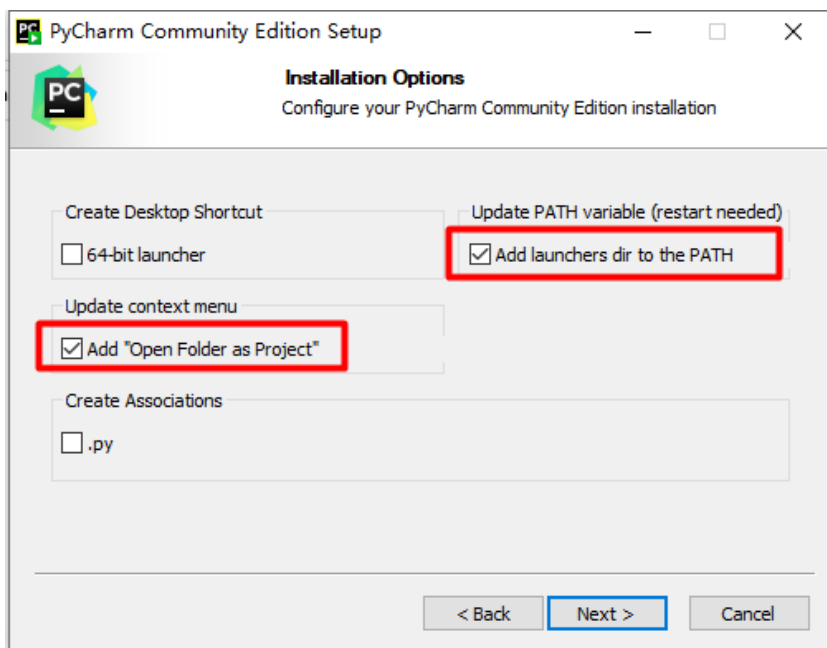 PyCharm Community Edition Setup
Installation Options
Configure your PyCharm Community Edition installation
PC
Create Desktop Shortcut
Update PATH variable (restart needed)
64-bit launcher
Add launchers dir to the PATH
Update context menu
Add "Open Folder as Project"
Create Associations
.py
< Back
Next >
Cancel